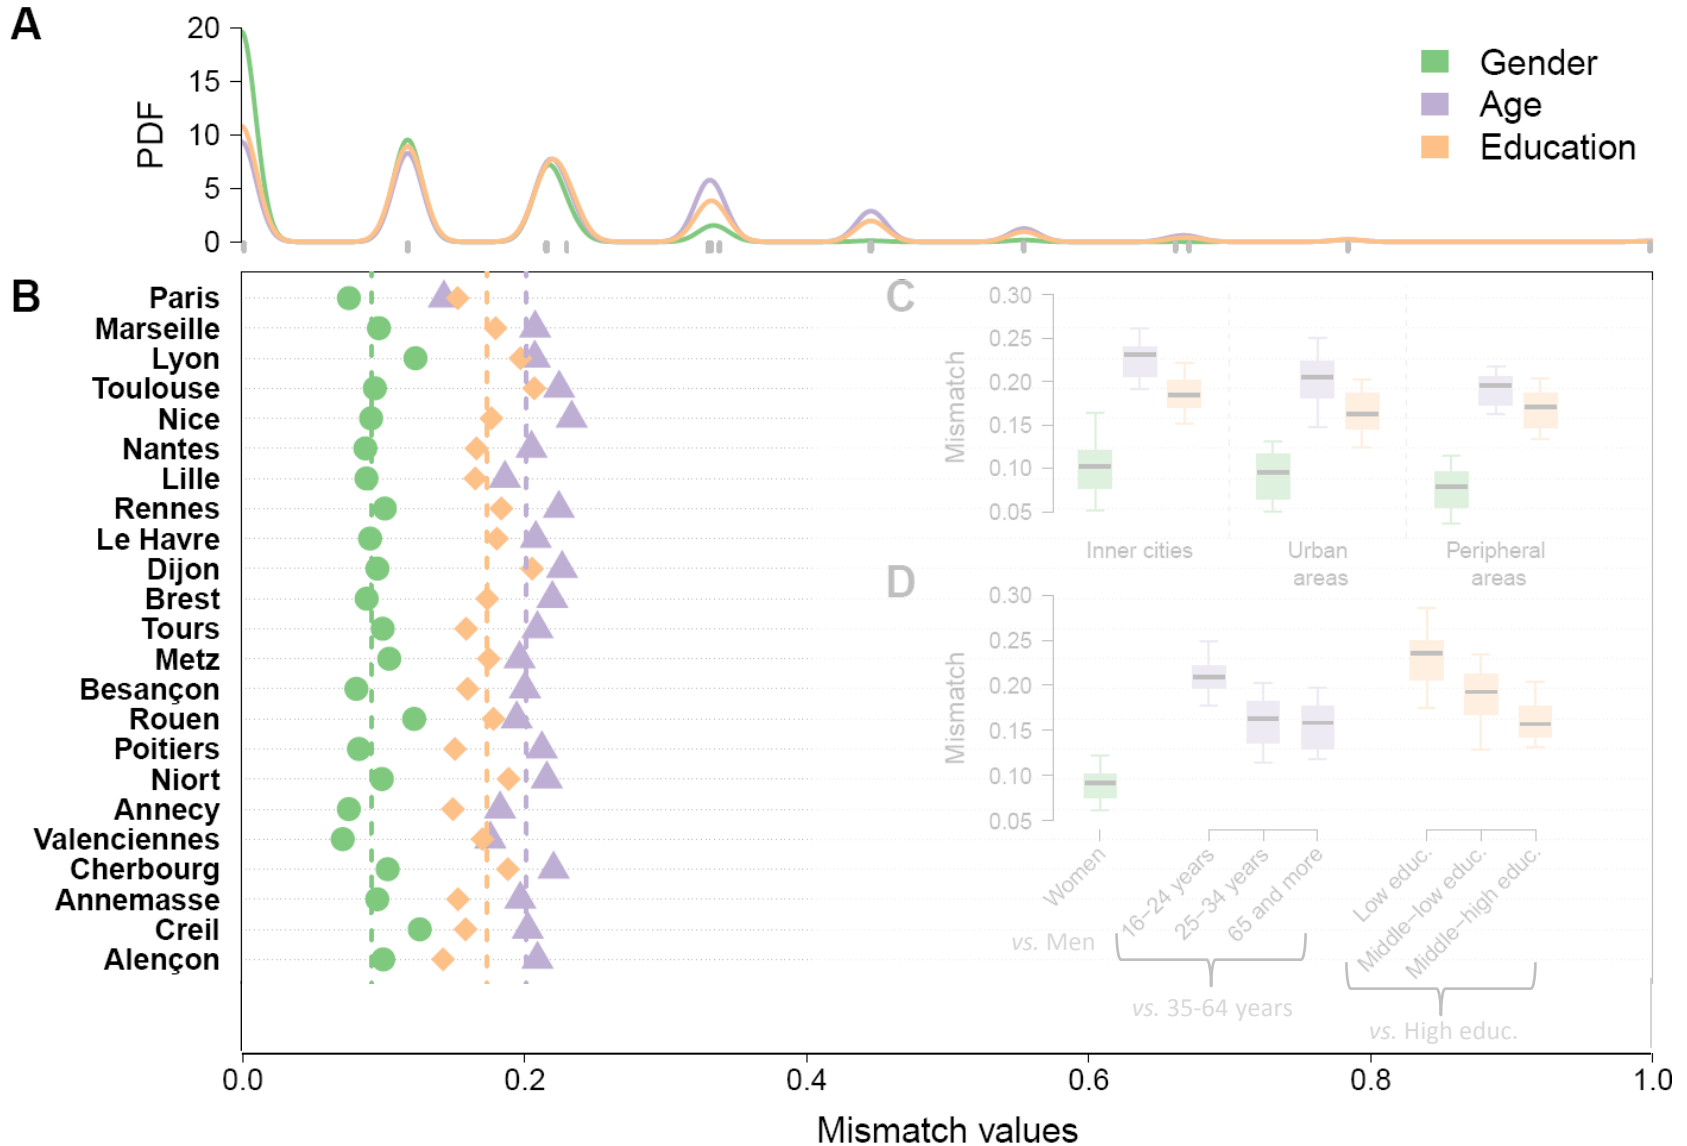 A
20
15
10
5
0
PDF
Gender
Age
Education
B
Paris
Marseille
Lyon
Toulouse
Nice
Nantes
Lille
Rennes
Le Havre
Dijon
Brest
Tours
Metz
Besançon
Rouen
Poitiers
Niort
Annecy
Valenciennes
Cherbourg
Annemasse
Creil
Alençon
C
0.30
0.25
0.20
0.15
0.10
0.05
Mismatch
Inner cities
Urban
areas
Peripheral
areas
D
0.30
0.25
0.20
0.15
0.10
0.05
Mismatch
Women
16−24 years
25−34 years
65 and more
Low educ.
Middle−low educ.
Middle−high educ.
vs. Men
vs. 35-64 years
vs. High educ.
0.0 0.2 0.4 0.6 0.8 1.0
Mismatch values